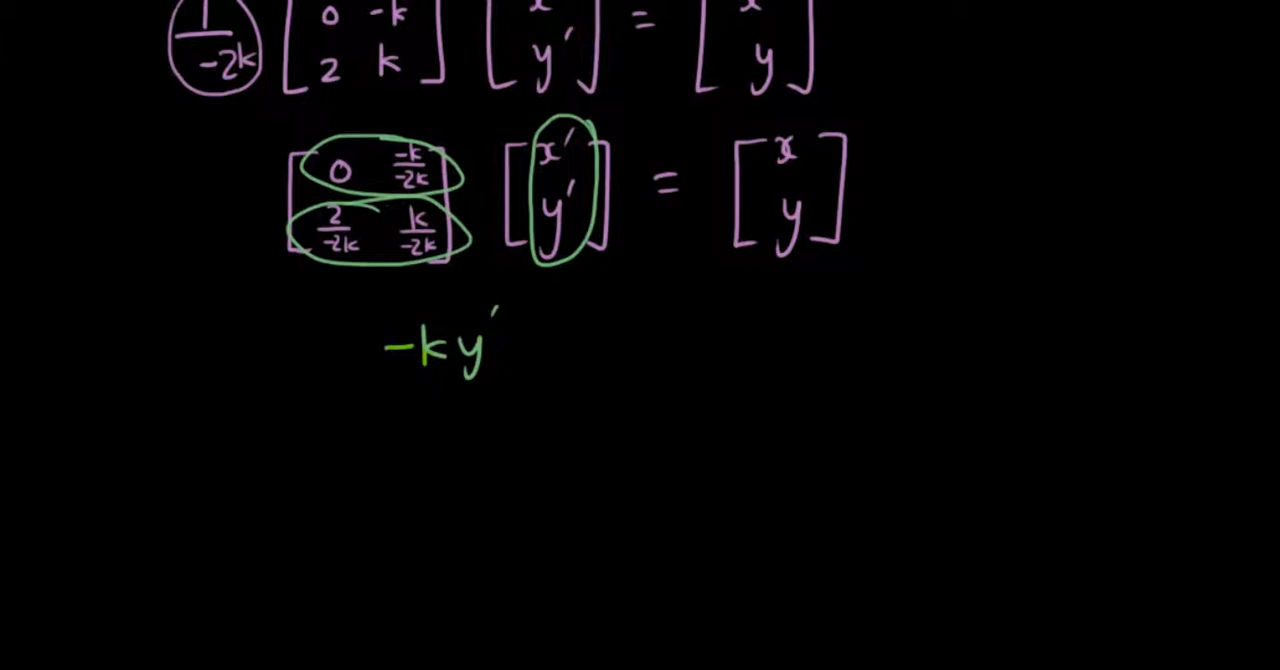 1/-2k [0 -k; 2 k] [x'; y'] = [x; y]
[0 -k/-2k; 2/-2k k/-2k] [x'; y'] = [x; y]
-ky'